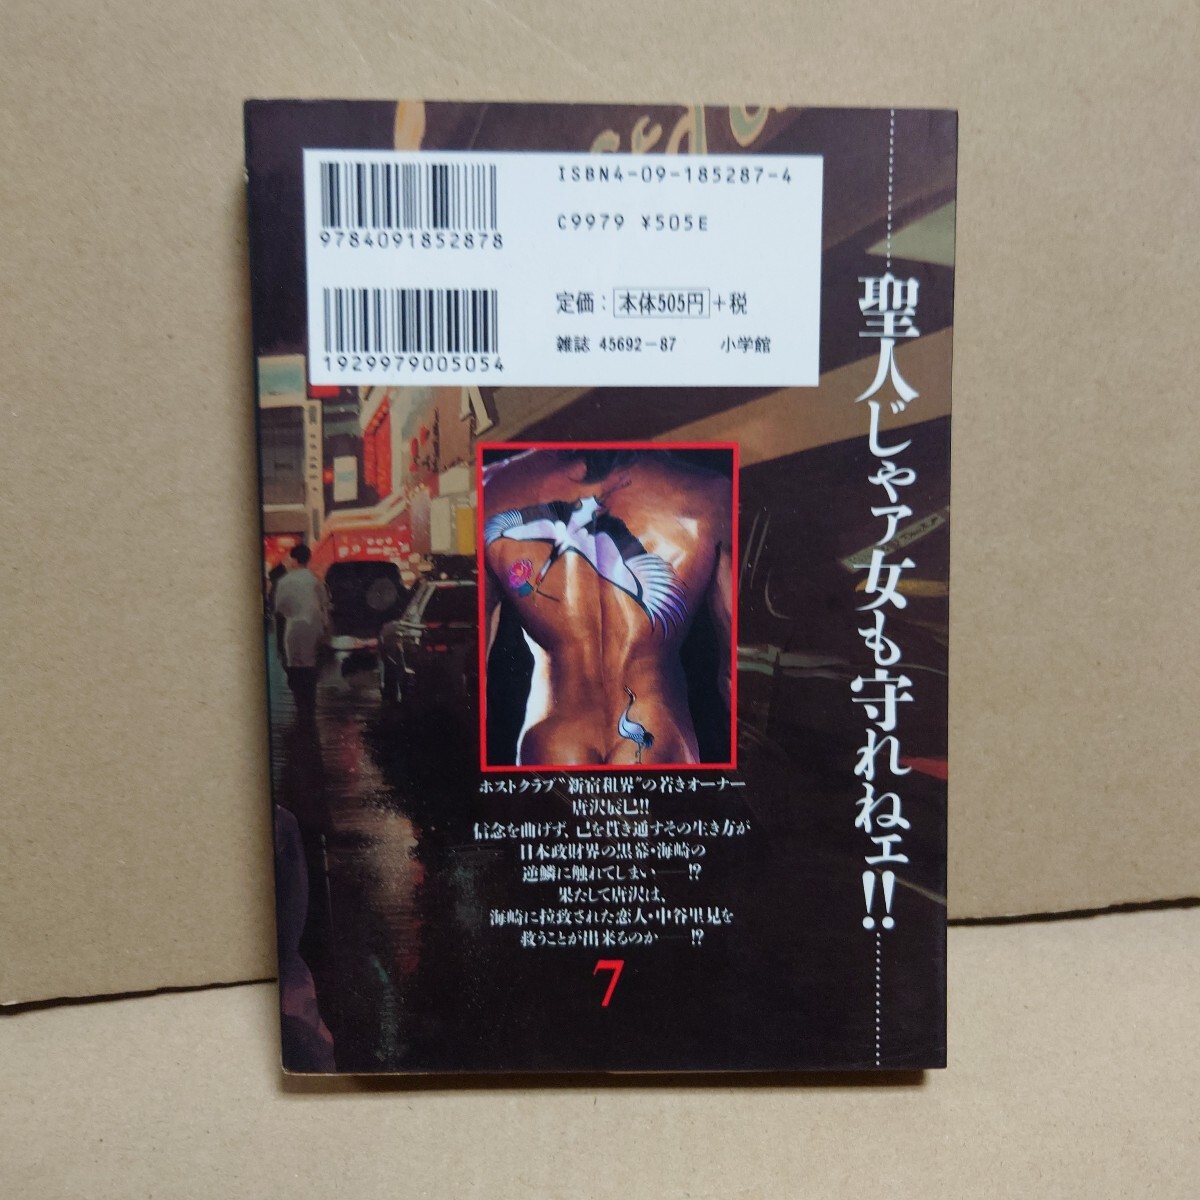 ISBN4-09-185287-4
9784091852878
C9979 ¥505E
定価：本体505円＋税
1929979005054
雑誌 45692-87 小学館
聖人じゃァ女も守れねェ!!
ホストクラブ“新宿租界”の若きオーナー
唐沢辰巳!!
信念を曲げず、己を貫き通すその生き方が
日本政財界の黒幕・海崎の
逆鱗に触れてしまい——!?
果たして唐沢は、
海崎に拉致された恋人・中谷里見を
救うことが出来るのか——!?
7